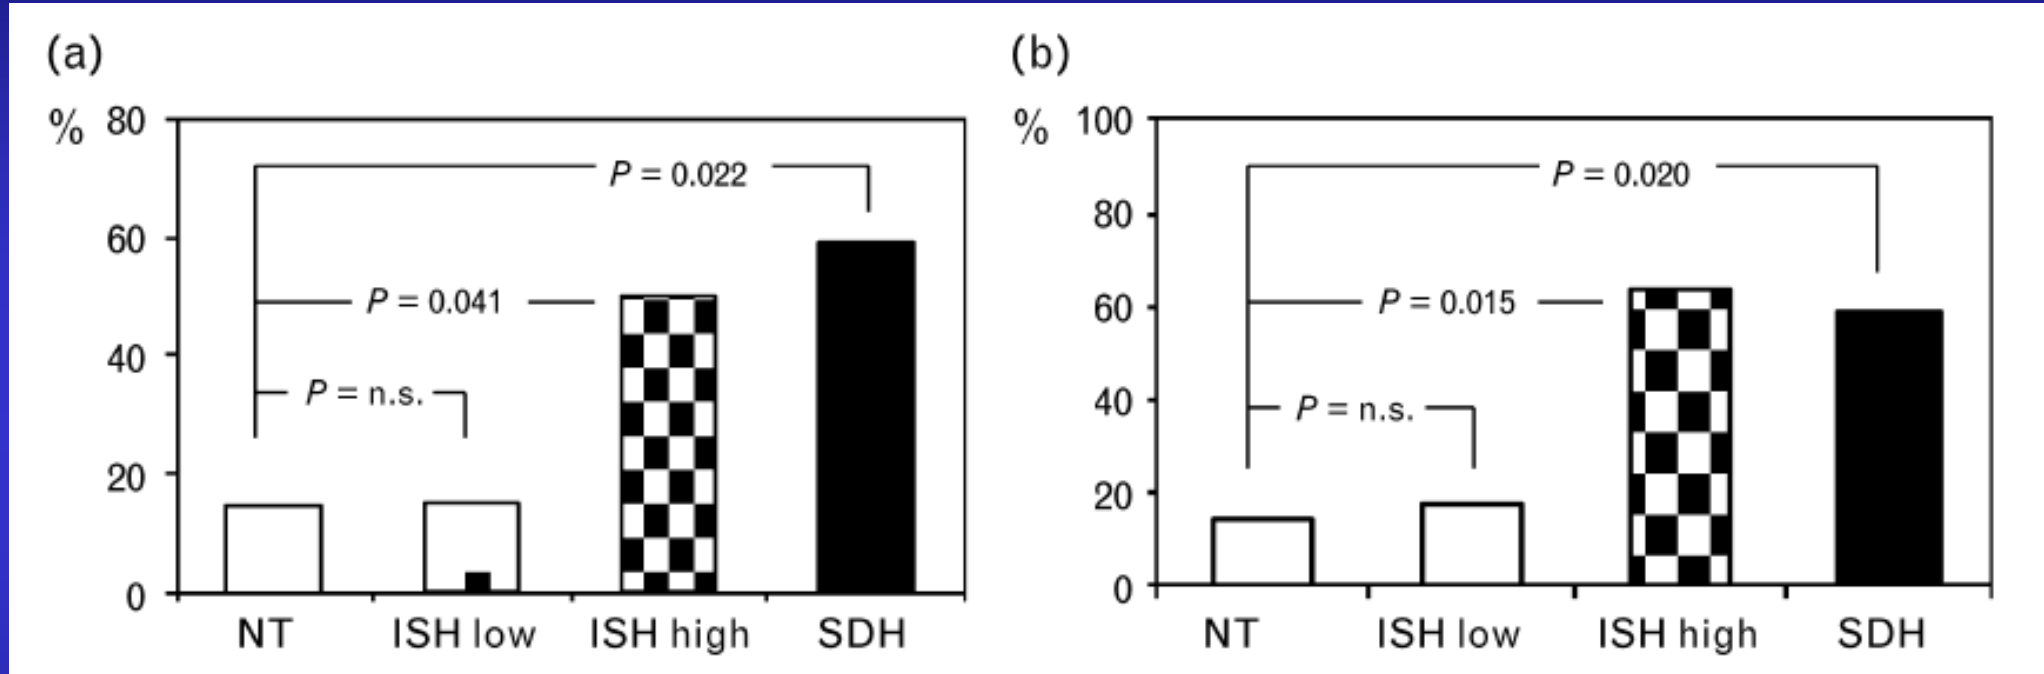 (a)
% 80
P = 0.022
60
P = 0.041
40
P = n.s.
20
0
NT ISH low ISH high SDH
(b)
% 100
P = 0.020
80
60
P = 0.015
40
P = n.s.
20
0
NT ISH low ISH high SDH